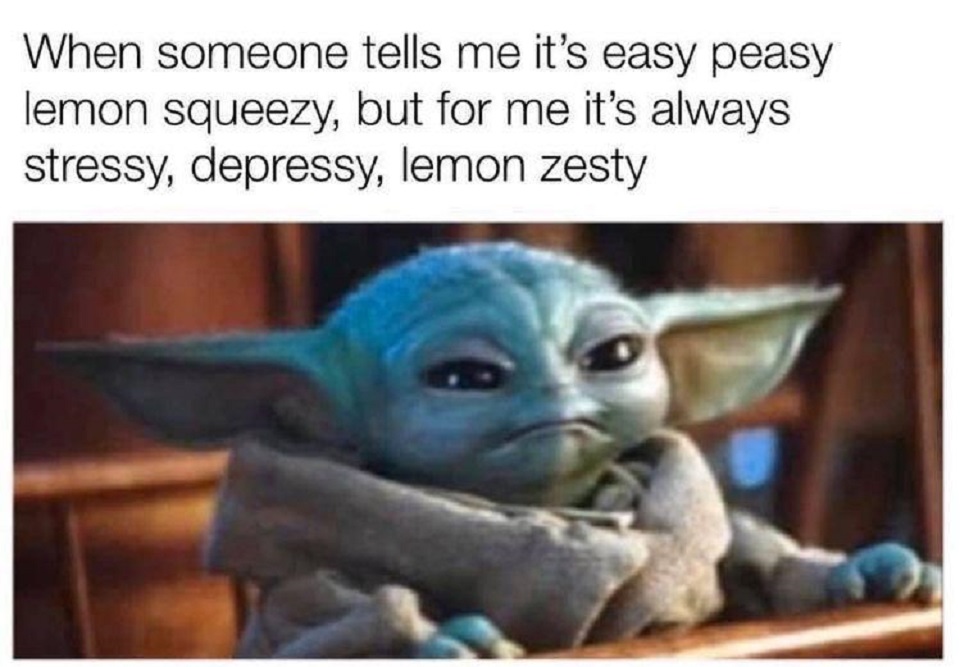 When someone tells me it’s easy peasy
lemon squeezy, but for me it’s always
stressy, depressy, lemon zesty